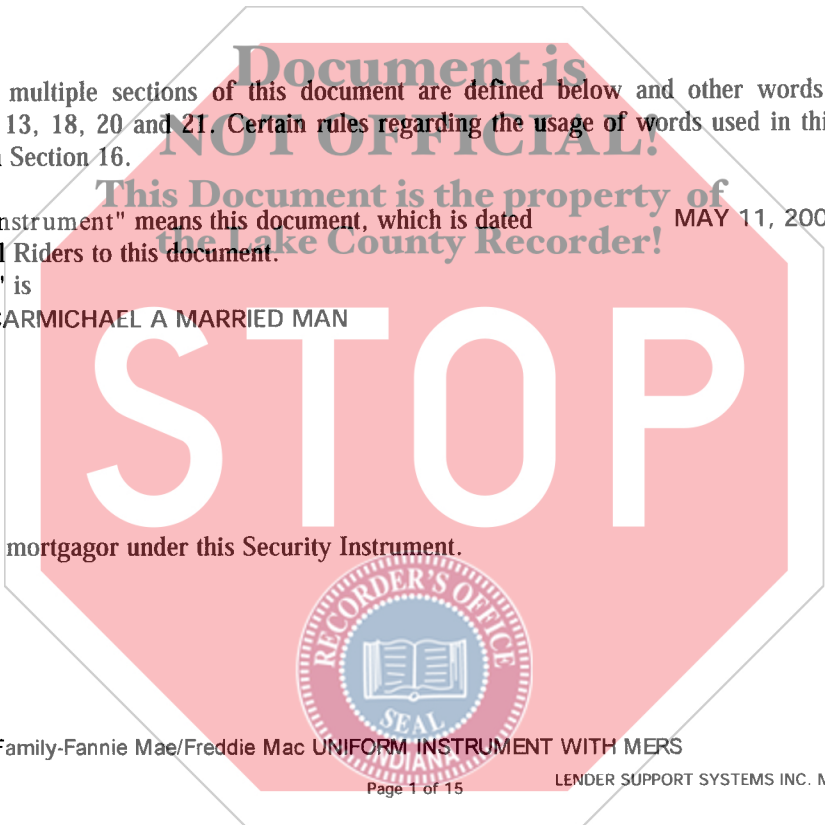 Document is
multiple sections of this document are defined below and other words
13, 18, 20 and 21. Certain rules regarding the usage of words used in thi
NOT OFFICIAL!
Section 16.
This Document is the property of
nstrument" means this document, which is dated MAY 11, 200
the Lake County Recorder!
Riders to this document.
" is
CARMICHAEL A MARRIED MAN
STOP
mortgagor under this Security Instrument.
RECORDER'S OFFICE
SEAL
INDIANA
Family-Fannie Mae/Freddie Mac UNIFORM INSTRUMENT WITH MERS
Page 1 of 15
LENDER SUPPORT SYSTEMS INC. M